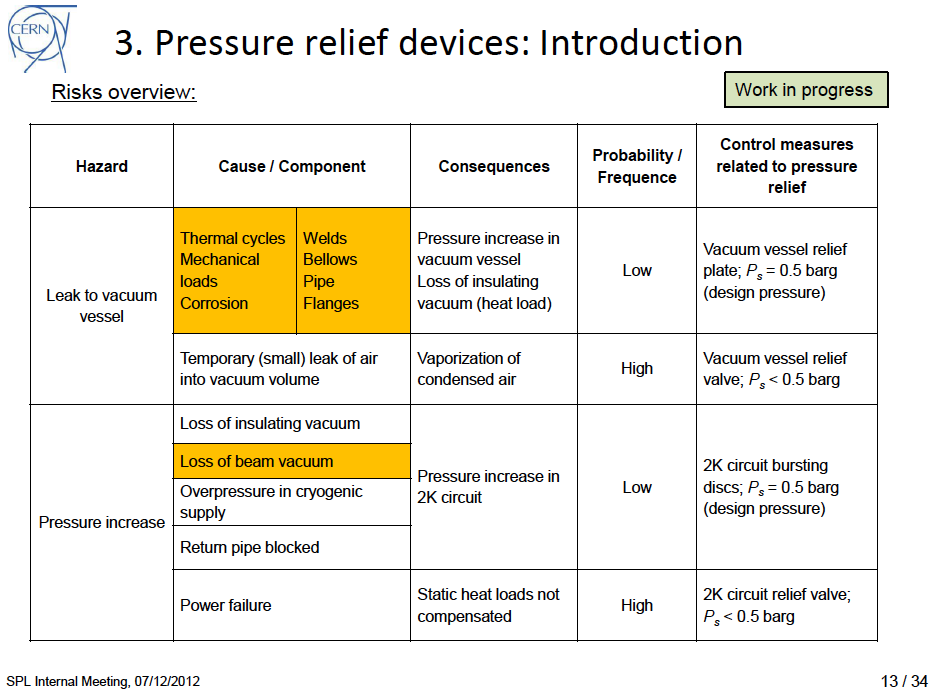 CERN
3. Pressure relief devices: Introduction
Risks overview:
Work in progress
Hazard
Cause / Component
Consequences
Probability /
Frequence
Control measures
related to pressure
relief
Leak to vacuum
vessel
Thermal cycles
Mechanical
loads
Corrosion
Welds
Bellows
Pipe
Flanges
Pressure increase in
vacuum vessel
Loss of insulating
vacuum (heat load)
Low
Vacuum vessel relief
plate; Ps = 0.5 barg
(design pressure)
Temporary (small) leak of air
into vacuum volume
Vaporization of
condensed air
High
Vacuum vessel relief
valve; Ps < 0.5 barg
Pressure increase
Loss of insulating vacuum
Loss of beam vacuum
Overpressure in cryogenic
supply
Return pipe blocked
Pressure increase in
2K circuit
Low
2K circuit bursting
discs; Ps = 0.5 barg
(design pressure)
Power failure
Static heat loads not
compensated
High
2K circuit relief valve;
Ps < 0.5 barg
SPL Internal Meeting, 07/12/2012
13 / 34